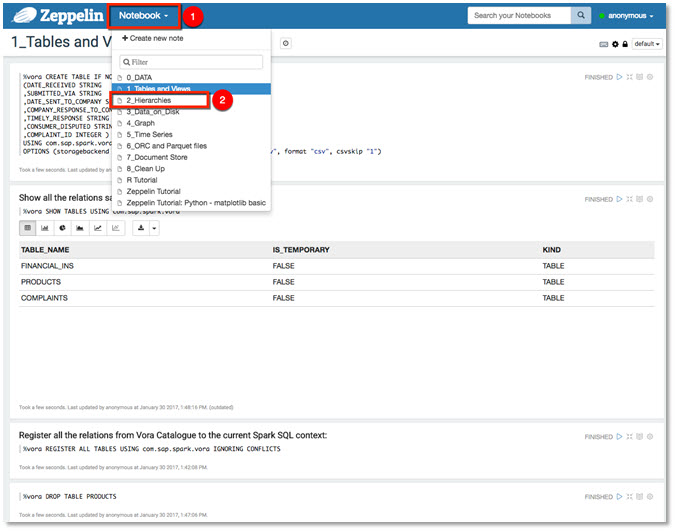 Zeppelin Notebook 1 Search your Notebooks anonymous
1_Tables and V default
+ Create new note
Filter
0_DATA
1_Tables and Views
2_Hierarchies 2
3_Data_on_Disk
4_Graph
5_Time Series
6_ORC and Parquet files
7_Document Store
8_Clean Up
R Tutorial
Zeppelin Tutorial
Zeppelin Tutorial: Python - matplotlib basic
%vora CREATE TABLE IF NO FINISHED
(DATE_RECEIVED STRING
,SUBMITTED_VIA STRING
,DATE_SENT_TO_COMPANY S
,COMPANY_RESPONSE_TO_CON
,TIMELY_RESPONSE STRING
,CONSUMER_DISPUTED STRING
,COMPLAINT_ID INTEGER )
USING com.sap.spark.vora
OPTIONS (storagebackend v", format "csv", csvskip "1")
Took a few seconds. Last updated by
Show all the relations sa FINISHED
%vora SHOW TABLES USING com.sap.spark.vora
TABLE_NAME IS_TEMPORARY KIND
FINANCIAL_INS FALSE TABLE
PRODUCTS FALSE TABLE
COMPLAINTS FALSE TABLE
Took a few seconds. Last updated by anonymous at January 30 2017, 1:48:16 PM. (outdated)
Register all the relations from Vora Catalogue to the current Spark SQL context: FINISHED
%vora REGISTER ALL TABLES USING com.sap.spark.vora IGNORING CONFLICTS
Took a few seconds. Last updated by anonymous at January 30 2017, 1:42:08 PM.
%vora DROP TABLE PRODUCTS FINISHED
Took a few seconds. Last updated by anonymous at January 30 2017, 1:47:06 PM.